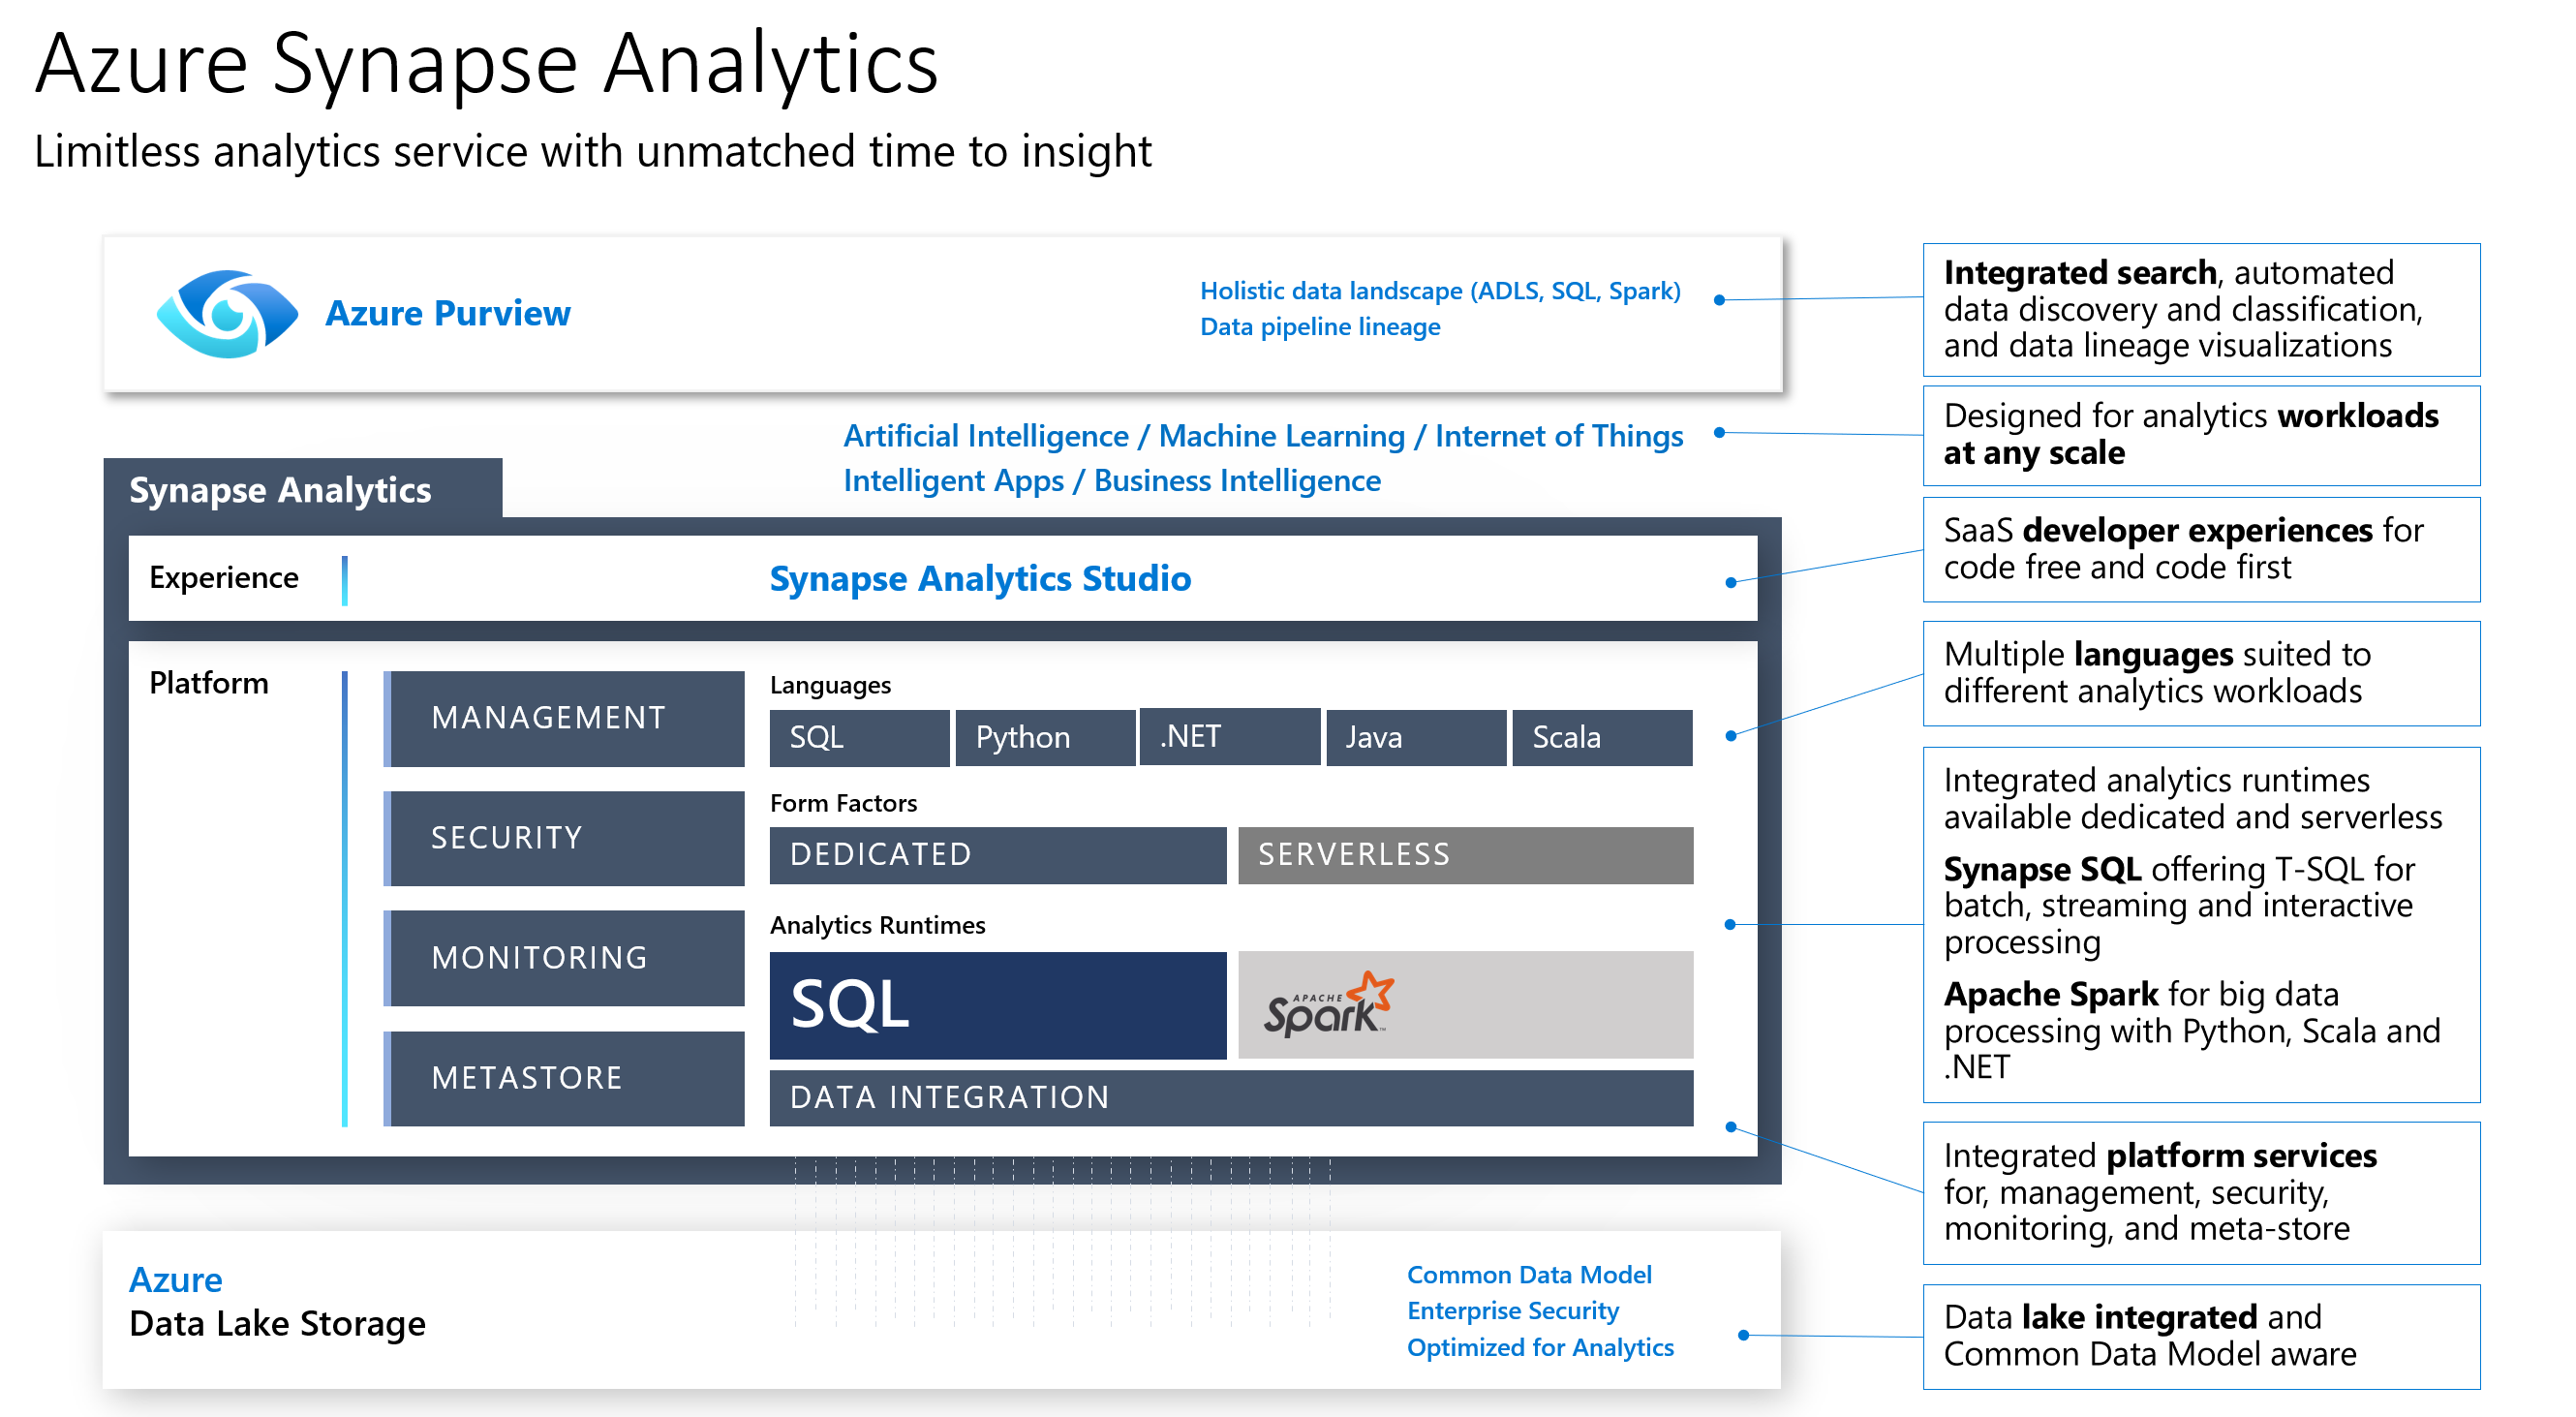 Azure Synapse Analytics
Limitless analytics service with unmatched time to insight
Azure Purview
Holistic data landscape (ADLS, SQL, Spark)
Data pipeline lineage
Integrated search, automated
data discovery and classification,
and data lineage visualizations
Artificial Intelligence / Machine Learning / Internet of Things
Intelligent Apps / Business Intelligence
Designed for analytics workloads
at any scale
Synapse Analytics
Experience
Synapse Analytics Studio
SaaS developer experiences for
code free and code first
Platform
MANAGEMENT
SECURITY
MONITORING
METASTORE
Languages
SQL
Python
.NET
Java
Scala
Multiple languages suited to
different analytics workloads
Form Factors
DEDICATED
SERVERLESS
Analytics Runtimes
SQL
APACHE
Spark™
DATA INTEGRATION
Integrated analytics runtimes
available dedicated and serverless
Synapse SQL offering T-SQL for
batch, streaming and interactive
processing
Apache Spark for big data
processing with Python, Scala and
.NET
Integrated platform services
for, management, security,
monitoring, and meta-store
Azure
Data Lake Storage
Common Data Model
Enterprise Security
Optimized for Analytics
Data lake integrated and
Common Data Model aware